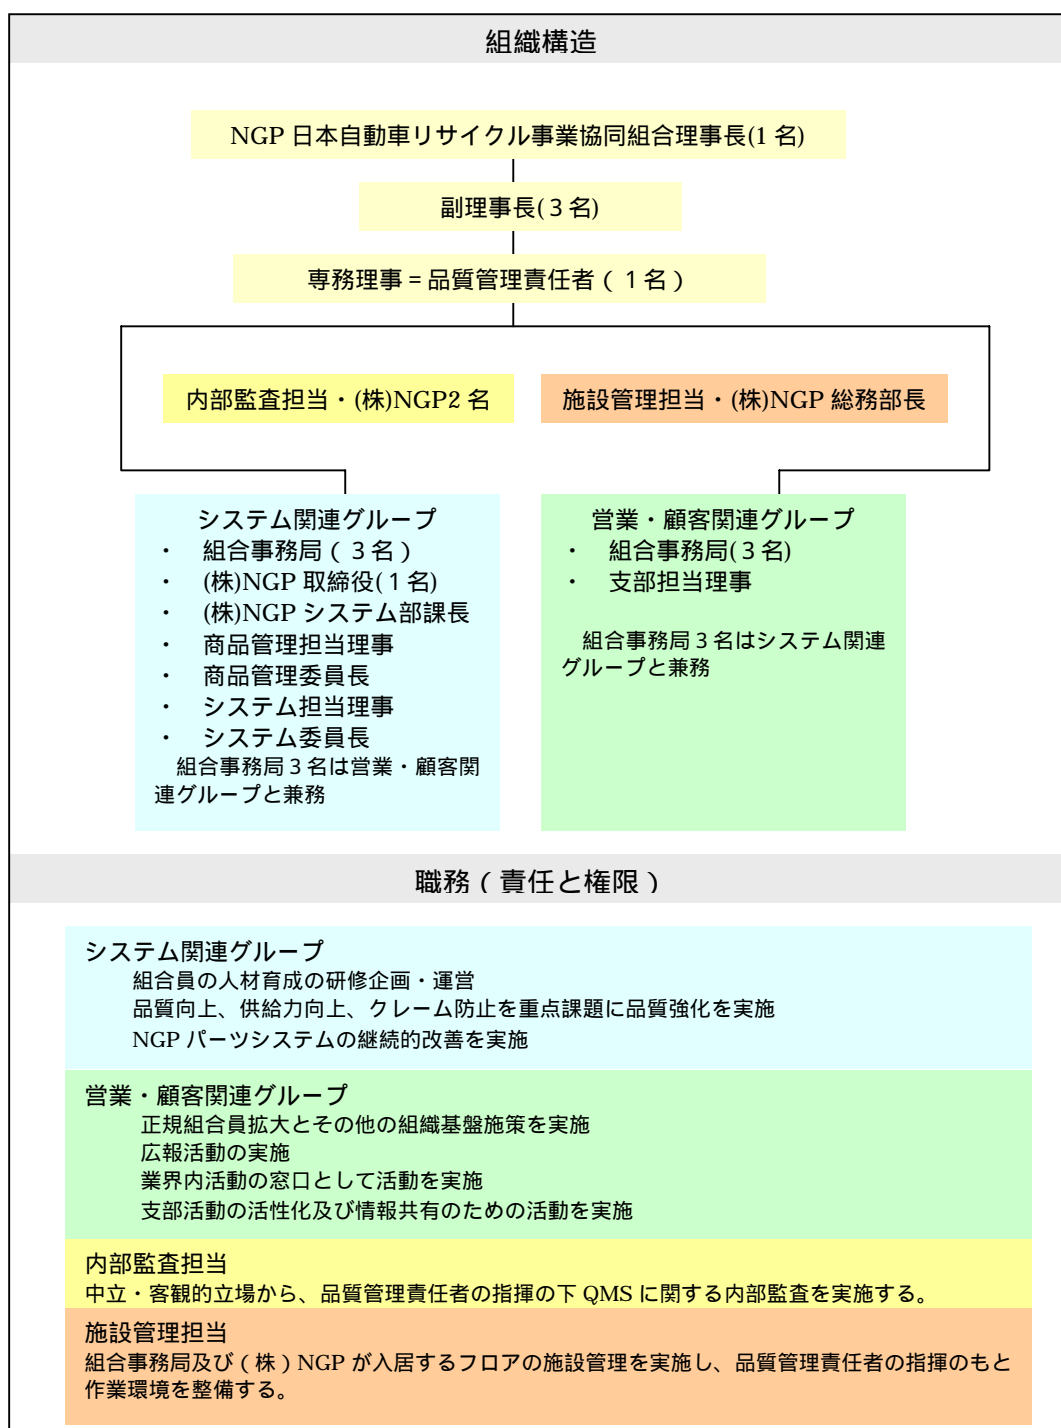 組織構造
NGP 日本自動車リサイクル事業協同組合理事長(1 名)
副理事長(３名)
専務理事＝品質管理責任者（１名）
内部監査担当・(株)NGP2 名
施設管理担当・(株)NGP 総務部長
システム関連グループ
・ 組合事務局（３名）
・ (株)NGP 取締役(１名)
・ (株)NGP システム部課長
・ 商品管理担当理事
・ 商品管理委員長
・ システム担当理事
・ システム委員長
組合事務局３名は営業・顧客関
連グループと兼務
営業・顧客関連グループ
・ 組合事務局(３名)
・ 支部担当理事
組合事務局３名はシステム関連
グループと兼務
職務（責任と権限）
システム関連グループ
組合員の人材育成の研修企画・運営
品質向上、供給力向上、クレーム防止を重点課題に品質強化を実施
NGP パーツシステムの継続的改善を実施
営業・顧客関連グループ
正規組合員拡大とその他の組織基盤施策を実施
広報活動の実施
業界内活動の窓口として活動を実施
支部活動の活性化及び情報共有のための活動を実施
内部監査担当
中立・客観的立場から、品質管理責任者の指揮の下 QMS に関する内部監査を実施する。
施設管理担当
組合事務局及び（株）NGP が入居するフロアの施設管理を実施し、品質管理責任者の指揮のもと
作業環境を整備する。